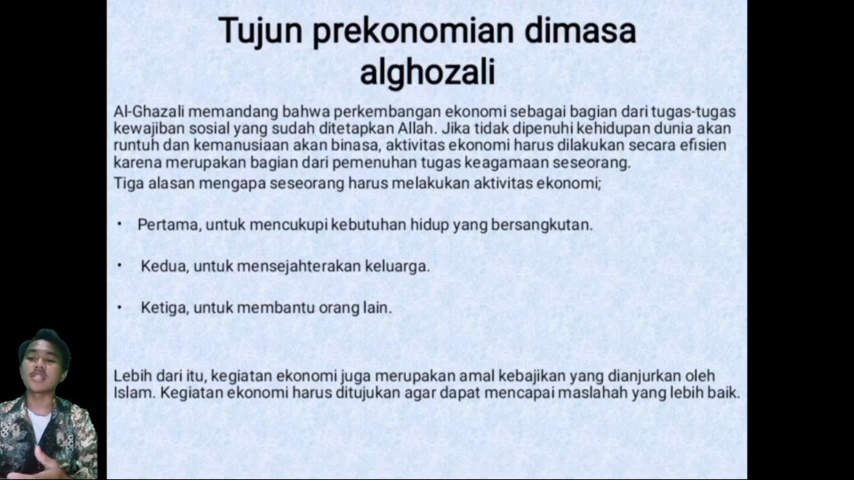 Tujun prekonomian dimasa
alghozali
Al-Ghazali memandang bahwa perkembangan ekonomi sebagai bagian dari tugas-tugas
kewajiban sosial yang sudah ditetapkan Allah. Jika tidak dipenuhi kehidupan dunia akan
runtuh dan kemanusiaan akan binasa, aktivitas ekonomi harus dilakukan secara efisien
karena merupakan bagian dari pemenuhan tugas keagamaan seseorang.
Tiga alasan mengapa seseorang harus melakukan aktivitas ekonomi;
• Pertama, untuk mencukupi kebutuhan hidup yang bersangkutan.
• Kedua, untuk mensejahterakan keluarga.
• Ketiga, untuk membantu orang lain.
Lebih dari itu, kegiatan ekonomi juga merupakan amal kebajikan yang dianjurkan oleh
Islam. Kegiatan ekonomi harus ditujukan agar dapat mencapai maslahah yang lebih baik.